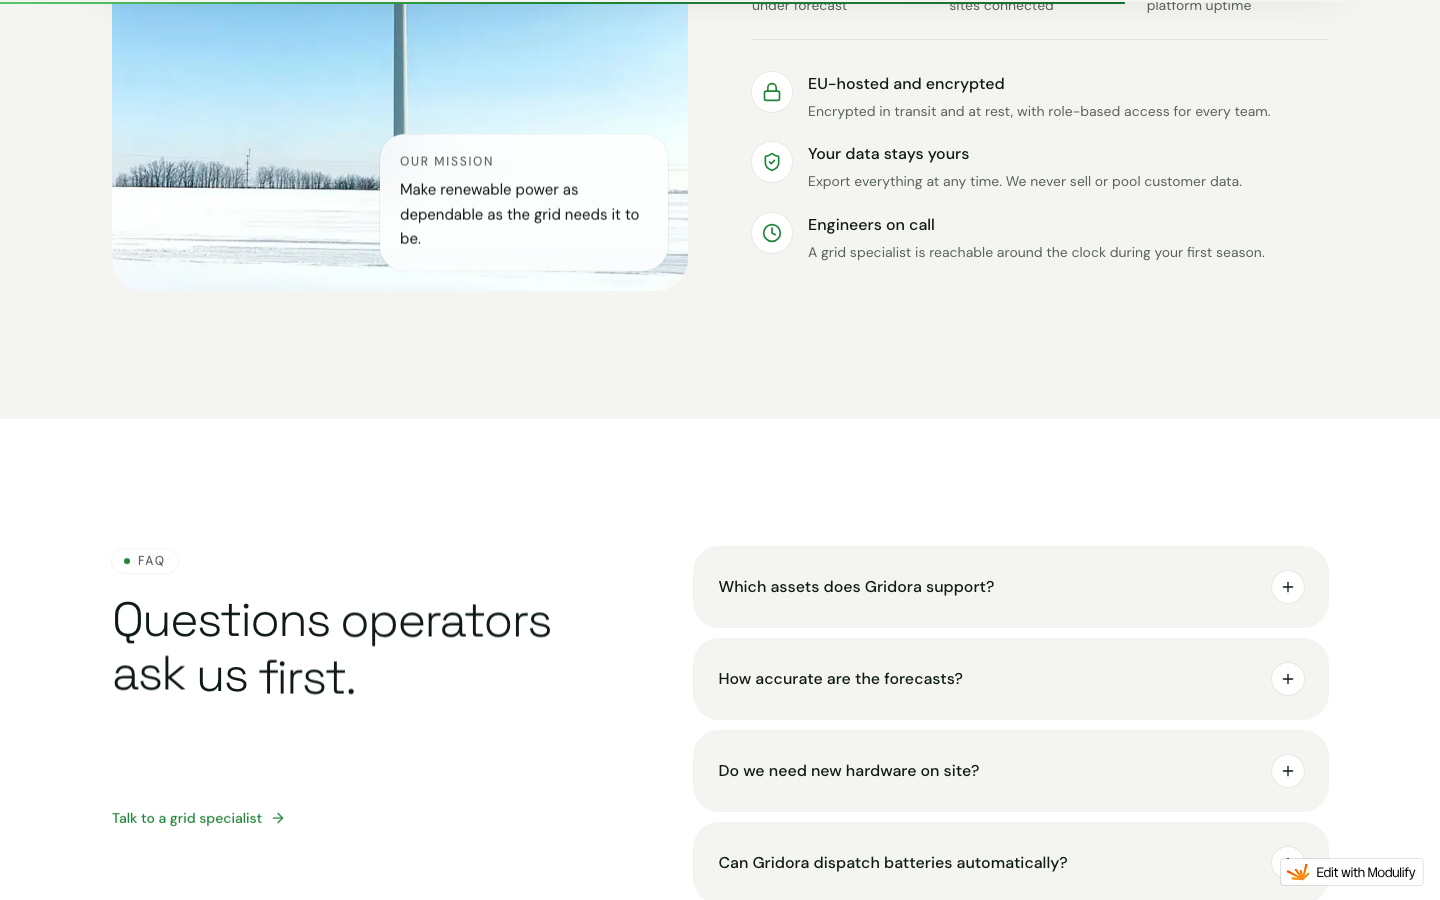 under forecast
sites connected
platform uptime
EU-hosted and encrypted
Encrypted in transit and at rest, with role-based access for every team.
Your data stays yours
Export everything at any time. We never sell or pool customer data.
Engineers on call
A grid specialist is reachable around the clock during your first season.
OUR MISSION
Make renewable power as
dependable as the grid needs it to
be.
FAQ
Questions operators
ask us first.
Talk to a grid specialist
Which assets does Gridora support?
How accurate are the forecasts?
Do we need new hardware on site?
Can Gridora dispatch batteries automatically?
Edit with Modulify